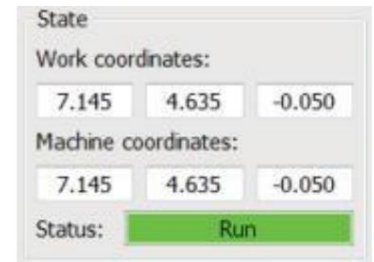 State
Work coordinates:
7.145 4.635 -0.050
Machine coordinates:
7.145 4.635 -0.050
Status: Run